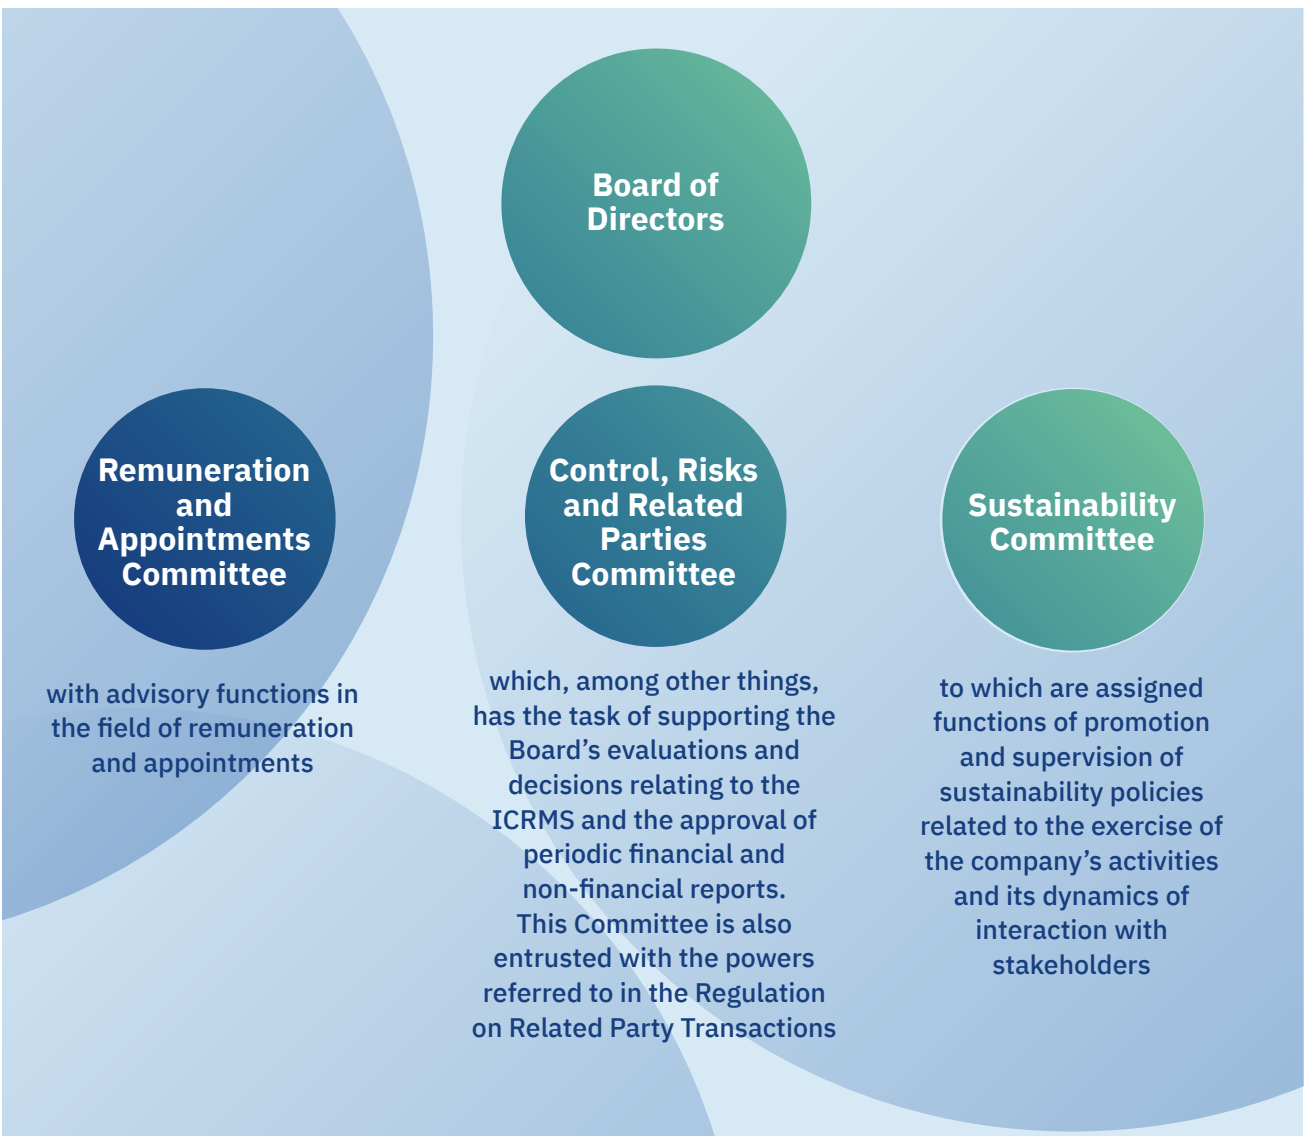 Board of
Directors
Remuneration
and
Appointments
Committee
with advisory functions in
the field of remuneration
and appointments
Control, Risks
and Related
Parties
Committee
which, among other things,
has the task of supporting the
Board’s evaluations and
decisions relating to the
ICRMS and the approval of
periodic financial and
non-financial reports.
This Committee is also
entrusted with the powers
referred to in the Regulation
on Related Party Transactions
Sustainability
Committee
to which are assigned
functions of promotion
and supervision of
sustainability policies
related to the exercise of
the company’s activities
and its dynamics of
interaction with
stakeholders